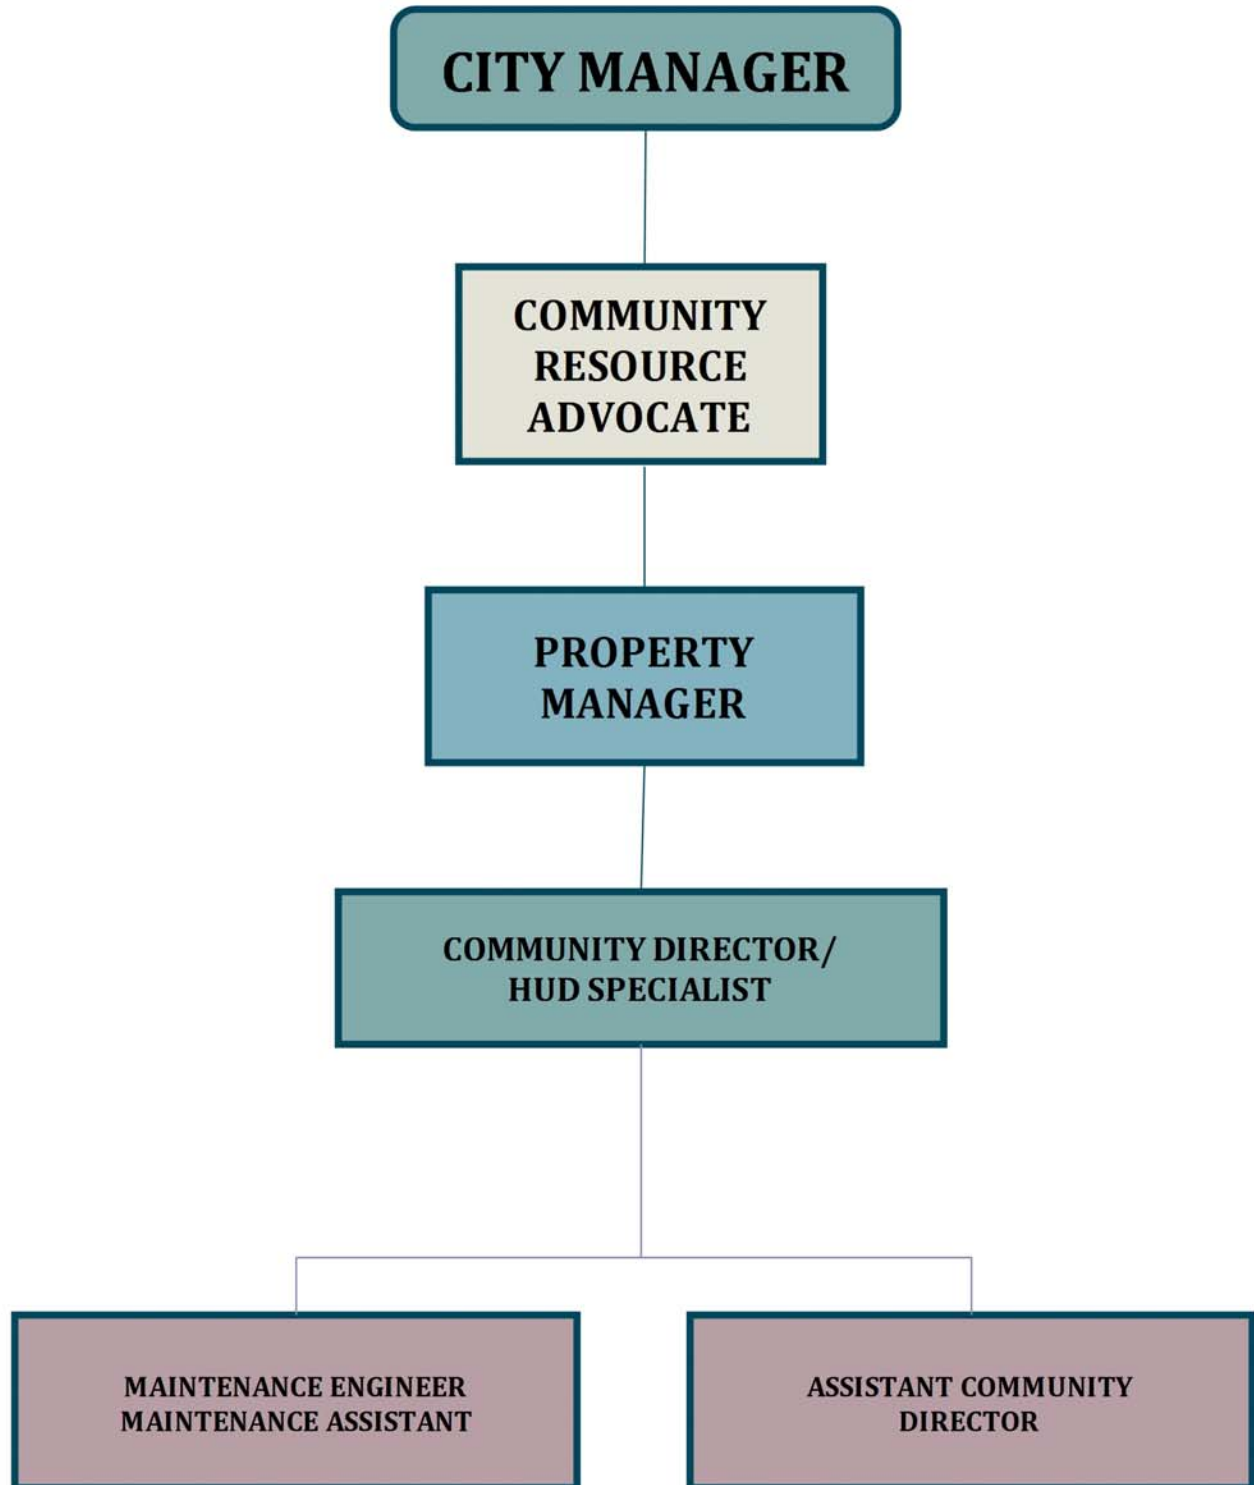 CITY MANAGER
COMMUNITY
RESOURCE
ADVOCATE
PROPERTY
MANAGER
COMMUNITY DIRECTOR/
HUD SPECIALIST
MAINTENANCE ENGINEER
MAINTENANCE ASSISTANT
ASSISTANT COMMUNITY
DIRECTOR